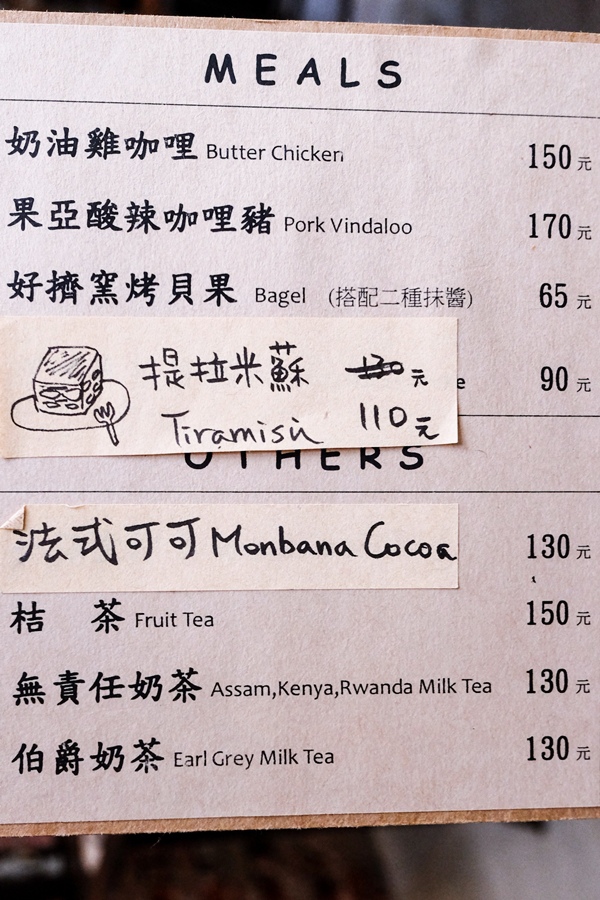 MEALS
奶油雞咖哩 Butter Chicken 150元
果亞酸辣咖哩豬 Pork Vindaloo 170元
好擠窯烤貝果 Bagel (搭配二種抹醬) 65元
提拉米蘇 130元
e 90元
Tiramisù 110元
OTHERS
法式可可 Monbana Cocoa 130元
桔 茶 Fruit Tea 150元
無責任奶茶 Assam,Kenya,Rwanda Milk Tea 130元
伯爵奶茶 Earl Grey Milk Tea 130元